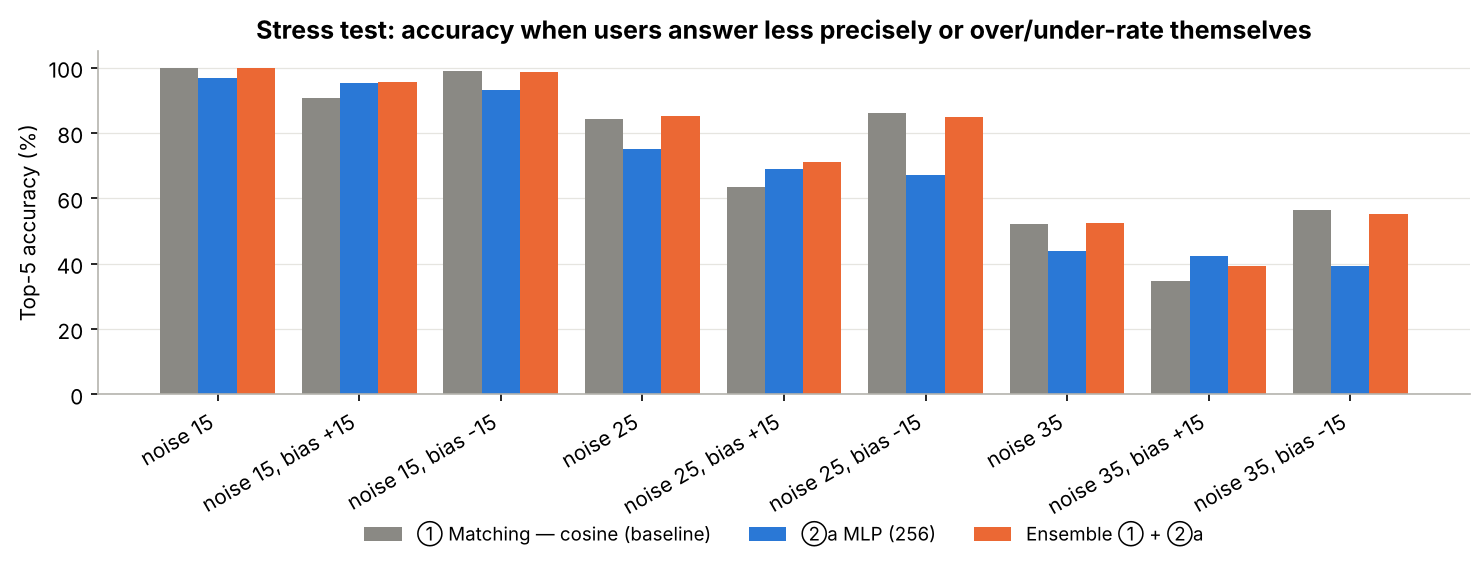 Stress test: accuracy when users answer less precisely or over/under-rate themselves
Top-5 accuracy (%)
100
80
60
40
20
0
noise 15
noise 15, bias +15
noise 15, bias -15
noise 25
noise 25, bias +15
noise 25, bias -15
noise 35
noise 35, bias +15
noise 35, bias -15
① Matching — cosine (baseline)
②a MLP (256)
Ensemble ① + ②a